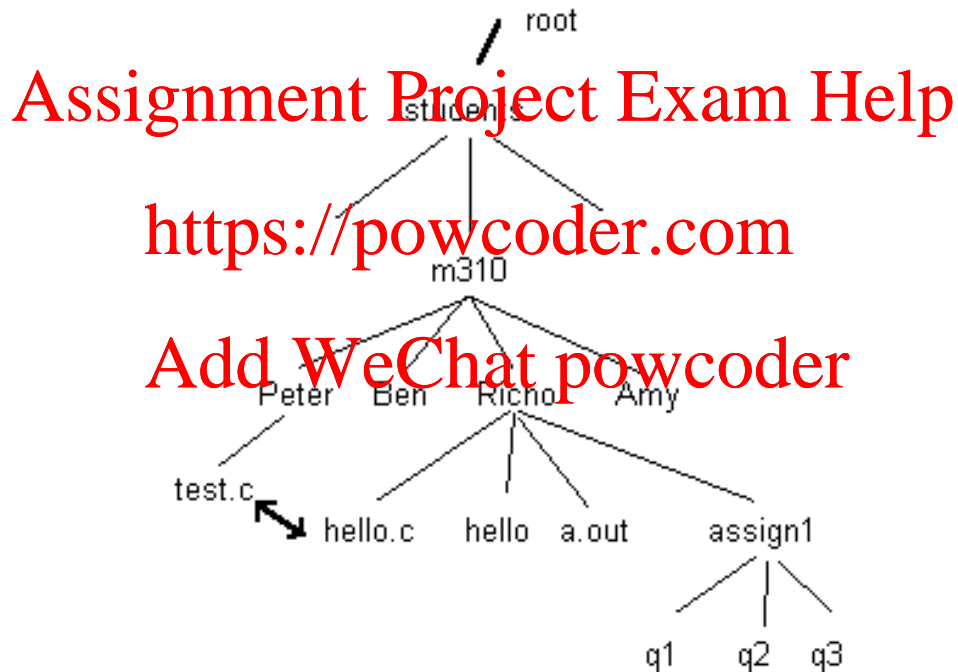 root
Assignment Project Exam Help
students
https://powcoder.com
m310
Add WeChat powcoder
Peter Ben Richo Amy
test.c
hello.c hello a.out assign1
q1 q2 q3